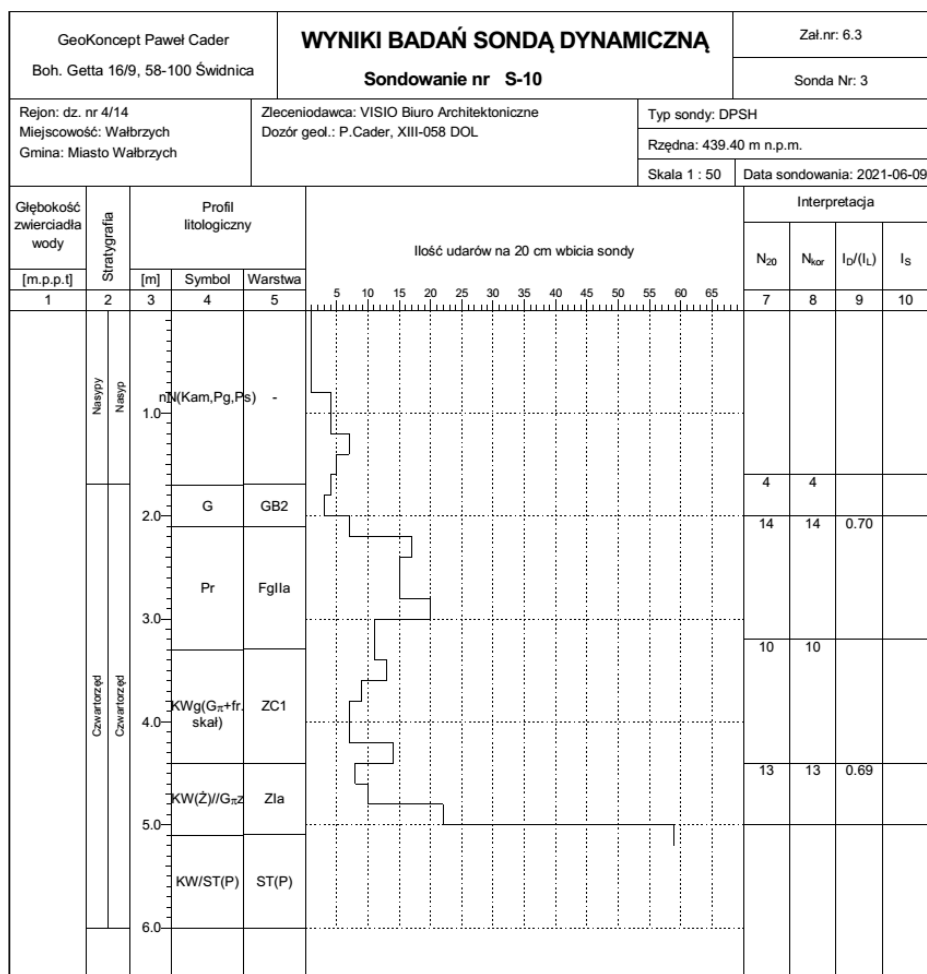 GeoKoncept Paweł Cader
Boh. Getta 16/9, 58-100 Świdnica
WYNIKI BADAŃ SONDĄ DYNAMICZNĄ
Sondowanie nr S-10
Zał.nr: 6.3
Sonda Nr: 3
Rejon: dz. nr 4/14
Miejscowość: Wałbrzych
Gmina: Miasto Wałbrzych
Zleceniodawca: VISIO Biuro Architektoniczne
Dozór geol.: P.Cader, XIII-058 DOL
Typ sondy: DPSH
Rzędna: 439.40 m n.p.m.
Skala 1 : 50
Data sondowania: 2021-06-09
Głębokość
zwierciadła
wody
[m.p.p.t]
Stratygrafia
Profil
litologiczny
[m]
Symbol
Warstwa
Ilość udarów na 20 cm wbicia sondy
Interpretacja
N20
Nkor
ID/(IL)
IS
1
2
3
4
5
5 10 15 20 25 30 35 40 45 50 55 60 65
7
8
9
10
Nasypy
Nasyp
nN(Kam,Pg,Ps)
-
1.0
4
4
G
GB2
2.0
14
14
0.70
Pr
FgIIa
3.0
10
10
Czwartorzęd
Czwartorzęd
KWg(Gπ+fr.
skał)
ZC1
4.0
13
13
0.69
KW(Ż)//Gπz
ZIa
5.0
KW/ST(P)
ST(P)
6.0